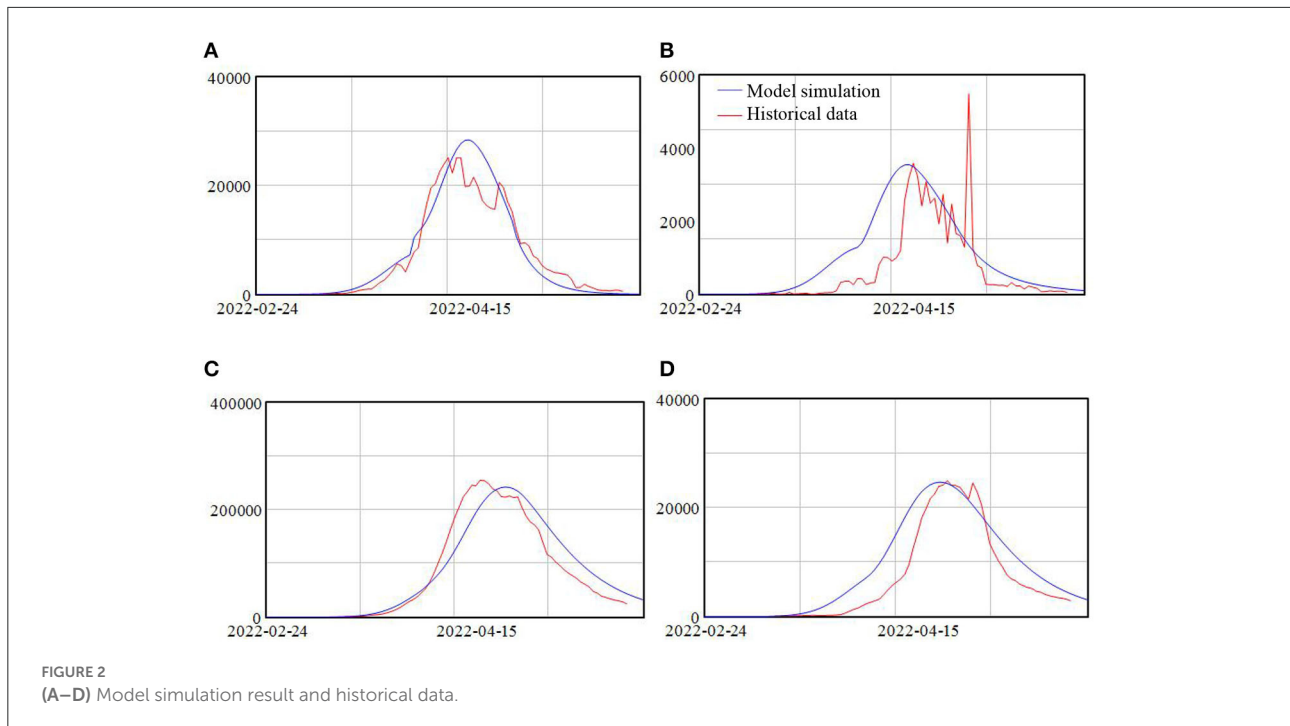 A
40000
20000
0
2022-02-24
2022-04-15
B
6000
4000
2000
0
Model simulation
Historical data
2022-02-24
2022-04-15
C
400000
200000
0
2022-02-24
2022-04-15
D
40000
20000
0
2022-02-24
2022-04-15
FIGURE 2
(A–D) Model simulation result and historical data.